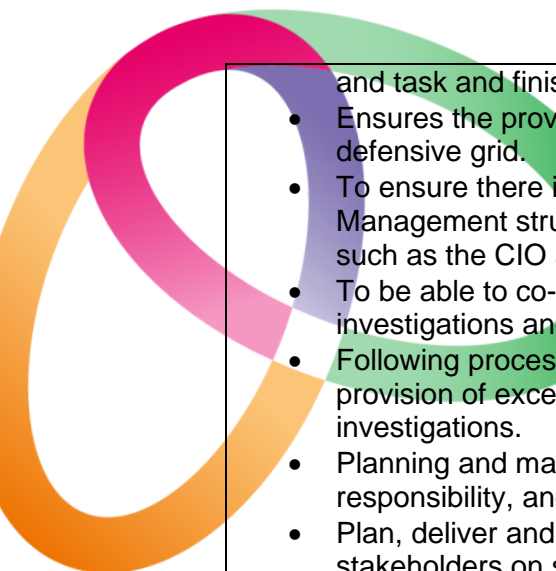 and task and finis
• Ensures the prov
defensive grid.
• To ensure there i
Management stru
such as the CIO
• To be able to co-
investigations an
• Following proces
provision of exce
investigations.
• Planning and ma
responsibility, an
• Plan, deliver and
stakeholders on s